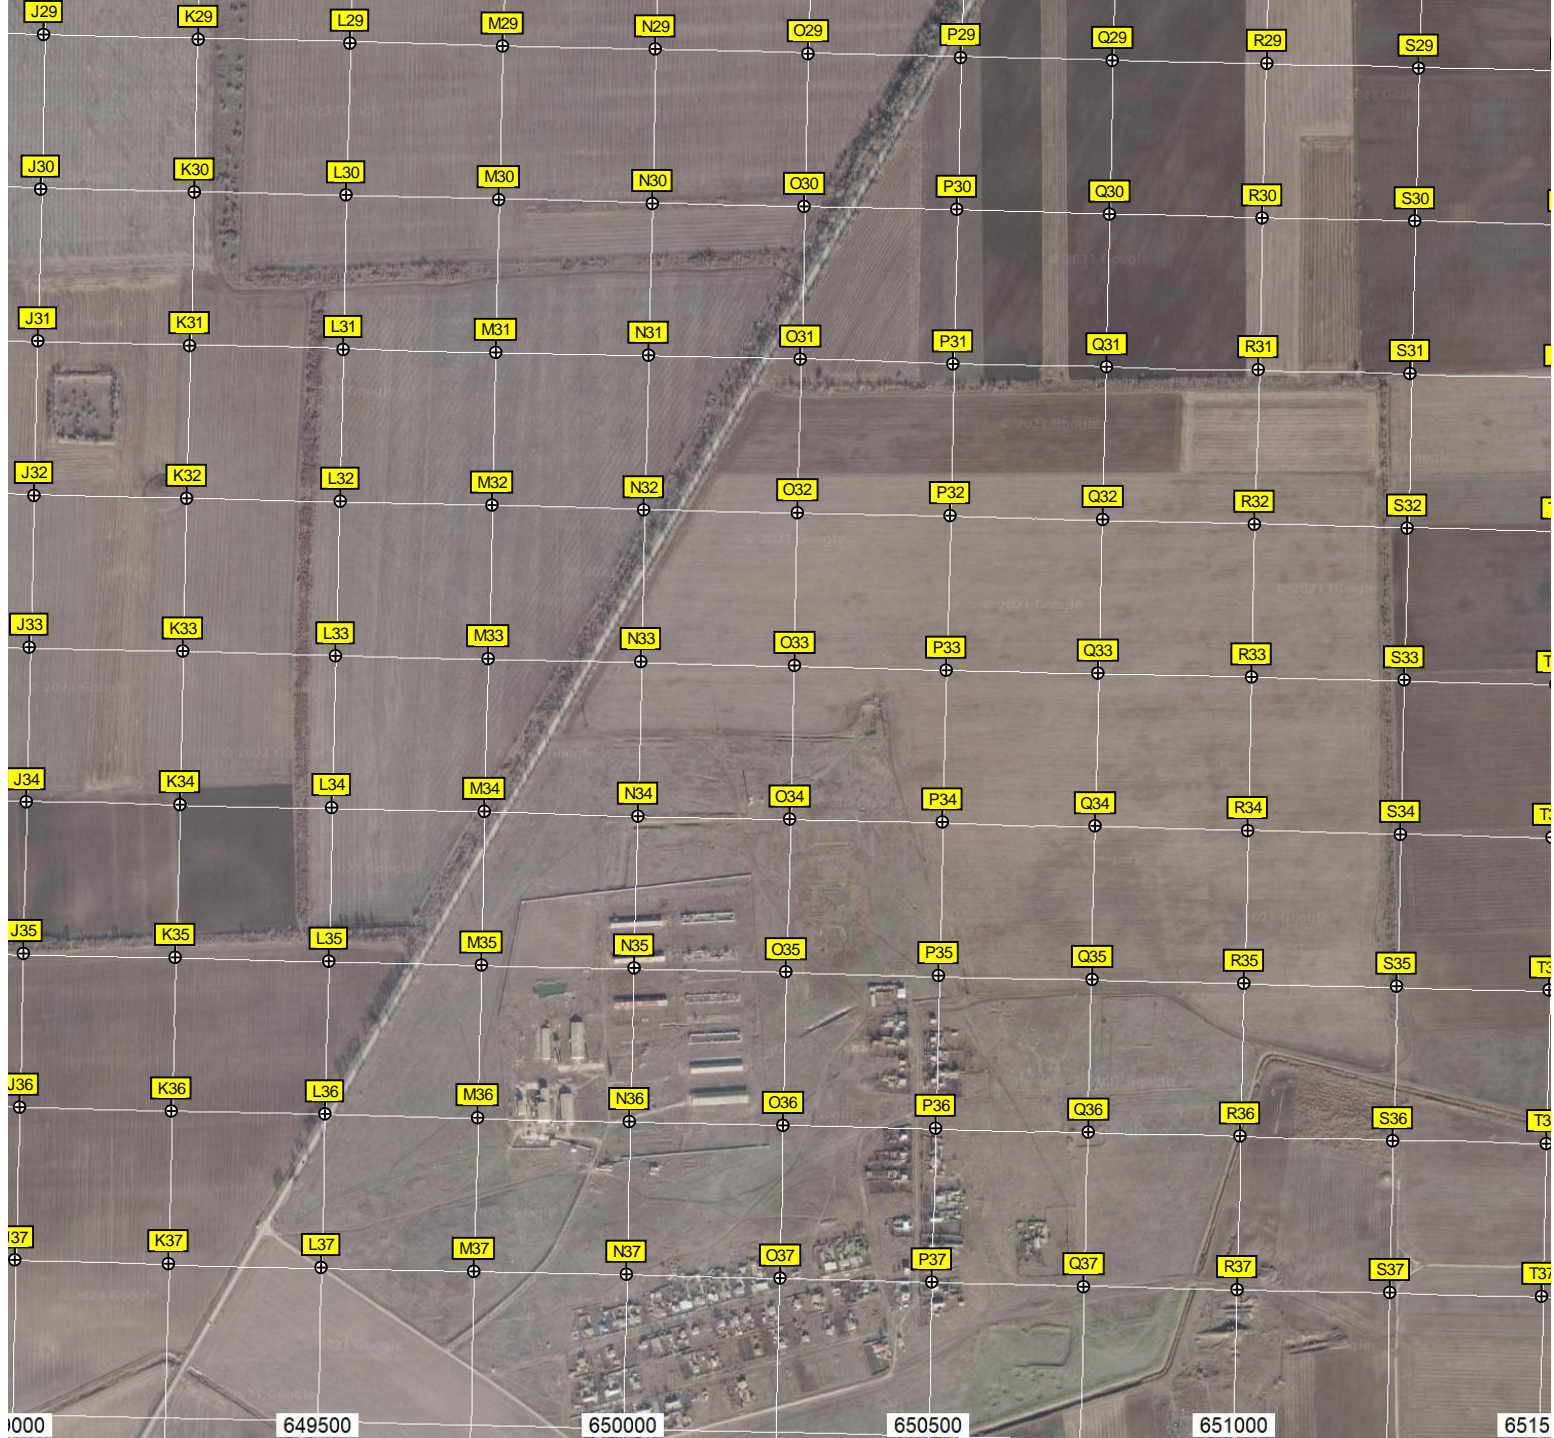 J29 K29 L29 M29 N29 O29 P29 Q29 R29 S29
J30 K30 L30 M30 N30 O30 P30 Q30 R30 S30
J31 K31 L31 M31 N31 O31 P31 Q31 R31 S31
J32 K32 L32 M32 N32 O32 P32 Q32 R32 S32
J33 K33 L33 M33 N33 O33 P33 Q33 R33 S33
J34 K34 L34 M34 N34 O34 P34 Q34 R34 S34
J35 K35 L35 M35 N35 O35 P35 Q35 R35 S35
J36 K36 L36 M36 N36 O36 P36 Q36 R36 S36
J37 K37 L37 M37 N37 O37 P37 Q37 R37 S37 T37
649500 650000 650500 651000